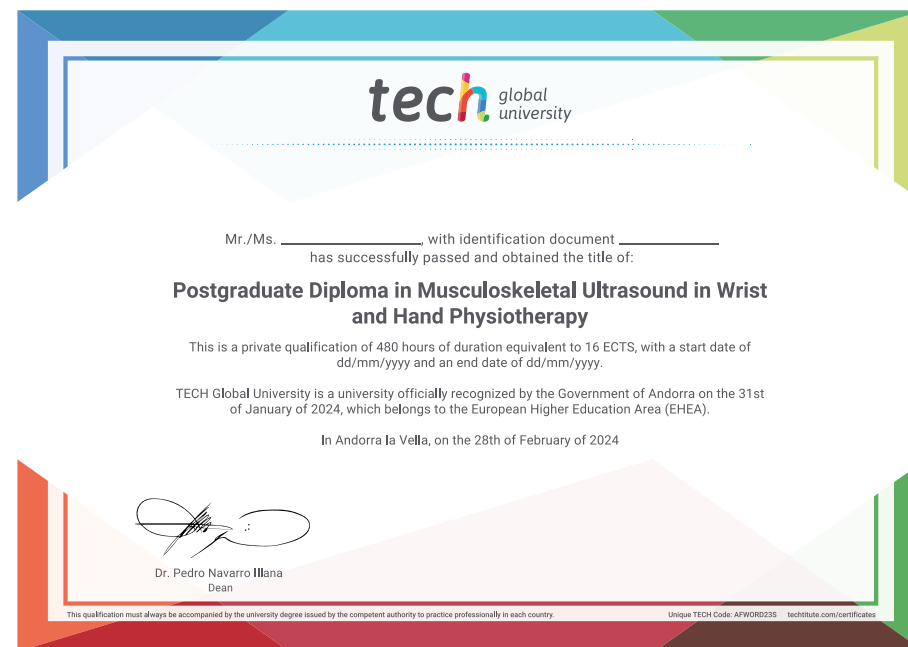 tech global university
Mr./Ms. ____________________, with identification document ______________
has successfully passed and obtained the title of:
Postgraduate Diploma in Musculoskeletal Ultrasound in Wrist
and Hand Physiotherapy
This is a private qualification of 480 hours of duration equivalent to 16 ECTS, with a start date of
dd/mm/yyyy and an end date of dd/mm/yyyy.
TECH Global University is a university officially recognized by the Government of Andorra on the 31st
of January of 2024, which belongs to the European Higher Education Area (EHEA).
In Andorra la Vella, on the 28th of February of 2024
Dr. Pedro Navarro Illana
Dean
This qualification must always be accompanied by the university degree issued by the competent authority to practice professionally in each country.
Unique TECH Code: AFWORD23S techtitute.com/certificates